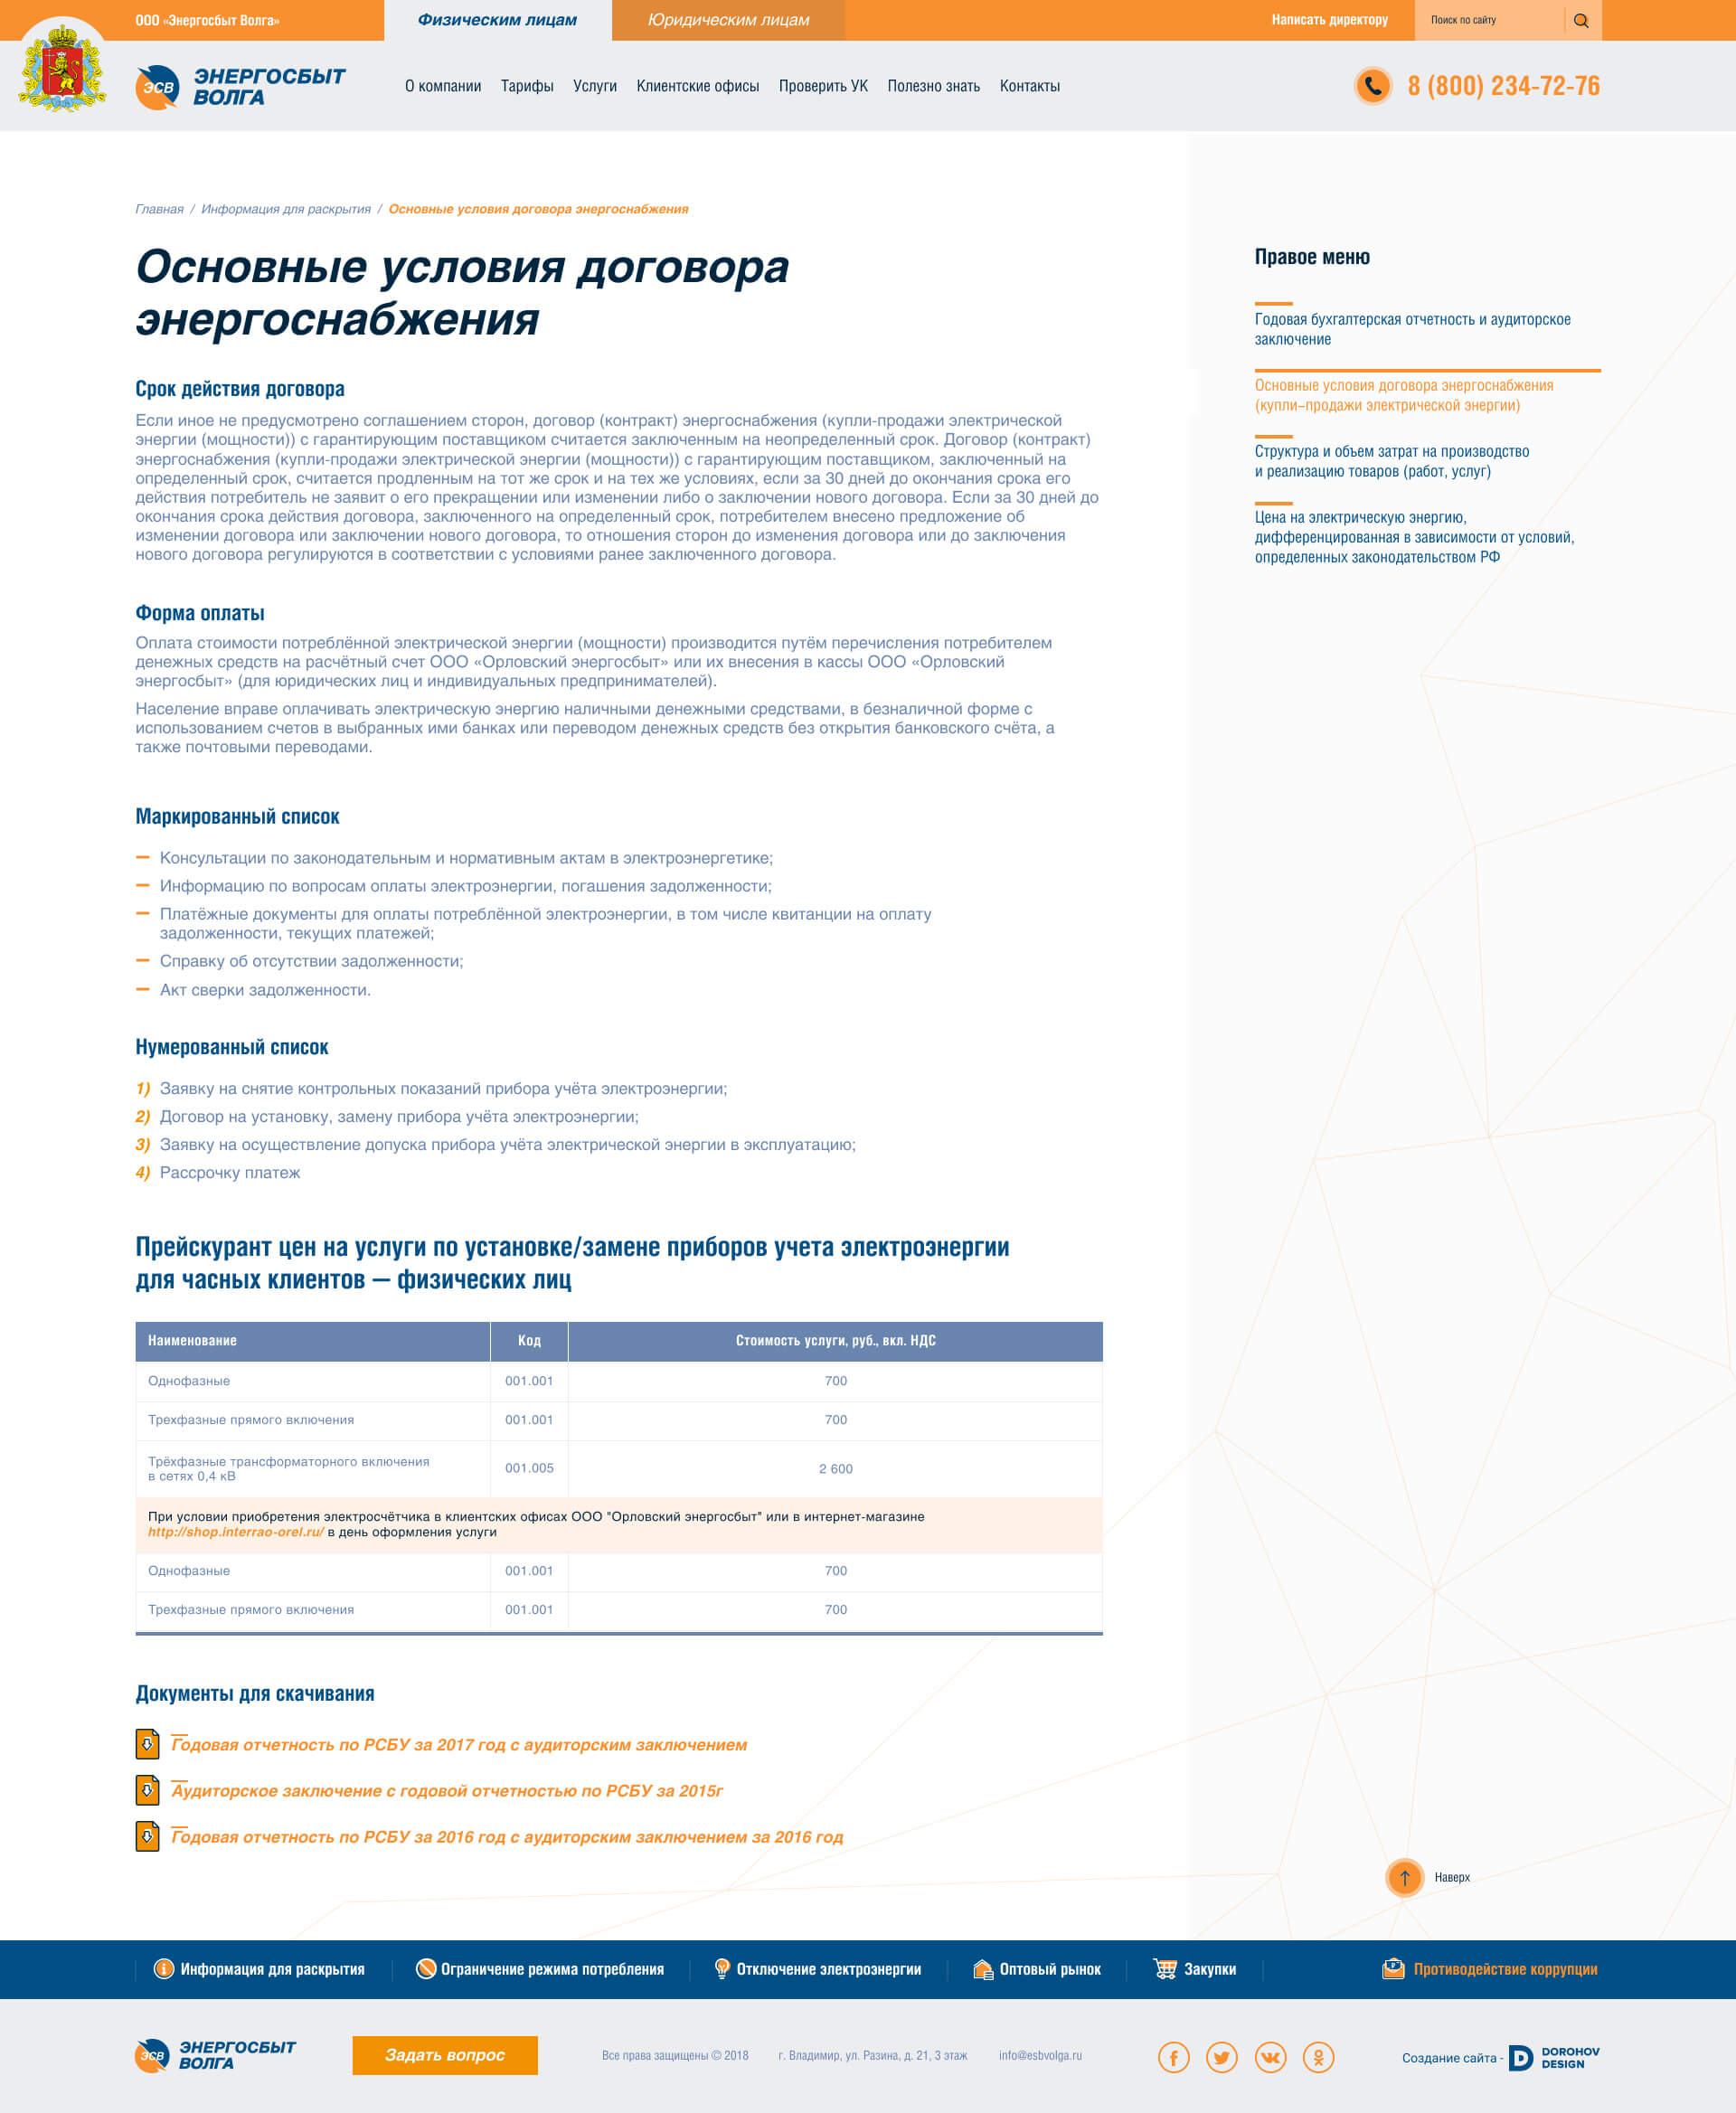 ООО «Энергосбыт Волга»
Физическим лицам
Юридическим лицам
Написать директору
Поиск по сайту
ЭСВ
ЭНЕРГОСБЫТ
ВОЛГА
О компании
Тарифы
Услуги
Клиентские офисы
Проверить УК
Полезно знать
Контакты
8 (800) 234-72-76
Главная / Информация для раскрытия / Основные условия договора энергоснабжения
Основные условия договора
энергоснабжения
Срок действия договора
Если иное не предусмотрено соглашением сторон, договор (контракт) энергоснабжения (купли-продажи электрической
энергии (мощности)) с гарантирующим поставщиком считается заключенным на неопределенный срок. Договор (контракт)
энергоснабжения (купли-продажи электрической энергии (мощности)) с гарантирующим поставщиком, заключенный на
определенный срок, считается продленным на тот же срок и на тех же условиях, если за 30 дней до окончания срока его
действия потребитель не заявит о его прекращении или изменении либо о заключении нового договора. Если за 30 дней до
окончания срока действия договора, заключенного на определенный срок, потребителем внесено предложение об
изменении договора или заключении нового договора, то отношения сторон до изменения договора или до заключения
нового договора регулируются в соответствии с условиями ранее заключенного договора.
Форма оплаты
Оплата стоимости потреблённой электрической энергии (мощности) производится путём перечисления потребителем
денежных средств на расчётный счет ООО «Орловский энергосбыт» или их внесения в кассы ООО «Орловский
энергосбыт» (для юридических лиц и индивидуальных предпринимателей).
Население вправе оплачивать электрическую энергию наличными денежными средствами, в безналичной форме с
использованием счетов в выбранных ими банках или переводом денежных средств без открытия банковского счёта, а
также почтовыми переводами.
Маркированный список
Консультации по законодательным и нормативным актам в электроэнергетике;
Информацию по вопросам оплаты электроэнергии, погашения задолженности;
Платёжные документы для оплаты потреблённой электроэнергии, в том числе квитанции на оплату
задолженности, текущих платежей;
Справку об отсутствии задолженности;
Акт сверки задолженности.
Нумерованный список
1) Заявку на снятие контрольных показаний прибора учёта электроэнергии;
2) Договор на установку, замену прибора учёта электроэнергии;
3) Заявку на осуществление допуска прибора учёта электрической энергии в эксплуатацию;
4) Рассрочку платеж
Прейскурант цен на услуги по установке/замене приборов учета электроэнергии
для часных клиентов — физических лиц
Наименование Код Стоимость услуги, руб., вкл. НДС
Однофазные 001.001 700
Трехфазные прямого включения 001.001 700
Трёхфазные трансформаторного включения
в сетях 0,4 кВ 001.005 2 600
При условии приобретения электросчётчика в клиентских офисах ООО "Орловский энергосбыт" или в интернет-магазине
http://shop.interrao-orel.ru/ в день оформления услуги
Однофазные 001.001 700
Трехфазные прямого включения 001.001 700
Документы для скачивания
Годовая отчетность по РСБУ за 2017 год с аудиторским заключением
Аудиторское заключение с годовой отчетностью по РСБУ за 2015г
Годовая отчетность по РСБУ за 2016 год с аудиторским заключением за 2016 год
Правое меню
Годовая бухгалтерская отчетность и аудиторское
заключение
Основные условия договора энергоснабжения
(купли–продажи электрической энергии)
Структура и объем затрат на производство
и реализацию товаров (работ, услуг)
Цена на электрическую энергию,
дифференцированная в зависимости от условий,
определенных законодательством РФ
Наверх
Информация для раскрытия
Ограничение режима потребления
Отключение электроэнергии
Оптовый рынок
Закупки
Противодействие коррупции
ЭСВ
ЭНЕРГОСБЫТ
ВОЛГА
Задать вопрос
Все права защищены © 2018
г. Владимир, ул. Разина, д. 21, 3 этаж
info@esbvolga.ru
Создание сайта -
DOROHOV
DESIGN